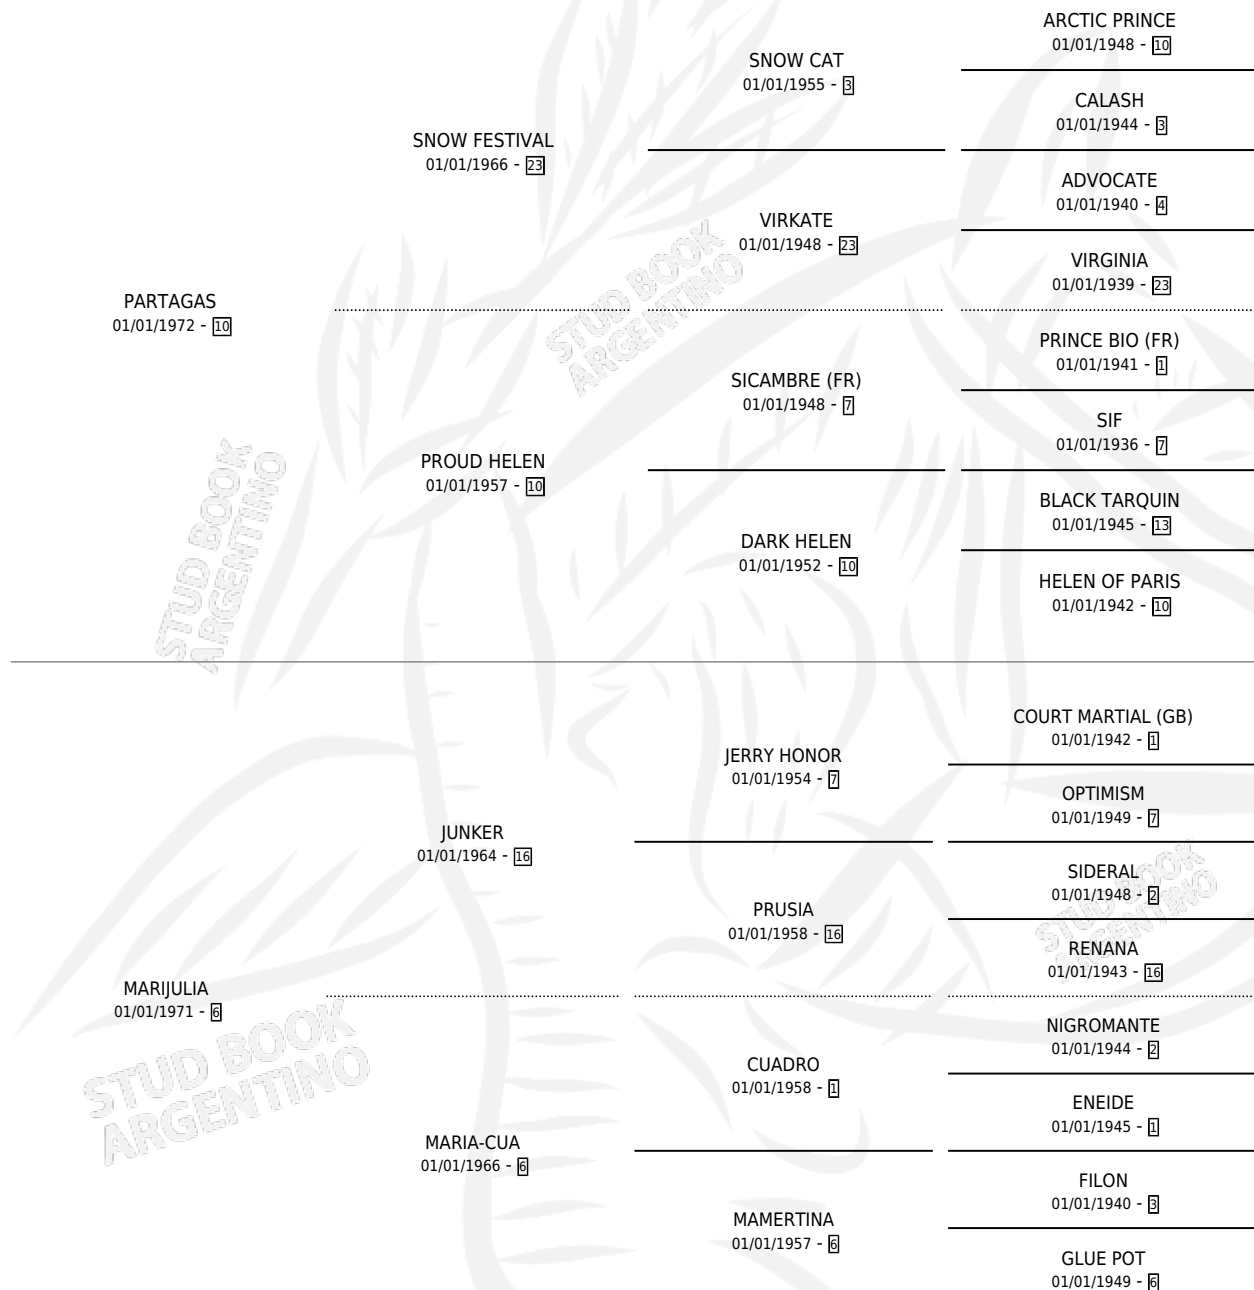 ARCTIC PRINCE
01/01/1948 - 10
SNOW CAT
01/01/1955 - 3
CALASH
01/01/1944 - 3
SNOW FESTIVAL
01/01/1966 - 23
ADVOCATE
01/01/1940 - 4
VIRKATE
01/01/1948 - 23
VIRGINIA
01/01/1939 - 23
STUD BOOK
ARGENTINO
PARTAGAS
01/01/1972 - 10
PRINCE BIO (FR)
01/01/1941 - 1
SICAMBRE (FR)
01/01/1948 - 7
SIF
01/01/1936 - 7
PROUD HELEN
01/01/1957 - 10
BLACK TARQUIN
01/01/1945 - 13
DARK HELEN
01/01/1952 - 10
HELEN OF PARIS
01/01/1942 - 10
STUD BOOK
ARGENTINO
COURT MARTIAL (GB)
01/01/1942 - 1
JERRY HONOR
01/01/1954 - 7
OPTIMISM
01/01/1949 - 7
JUNKER
01/01/1964 - 16
SIDERAL
01/01/1948 - 2
PRUSIA
01/01/1958 - 16
RENANA
01/01/1943 - 16
STUD BOOK
ARGENTINO
MARIJULIA
01/01/1971 - 6
NIGROMANTE
01/01/1944 - 2
CUADRO
01/01/1958 - 1
ENEIDE
01/01/1945 - 1
STUD BOOK
ARGENTINO
MARIA-CUA
01/01/1966 - 6
FILON
01/01/1940 - 3
MAMERTINA
01/01/1957 - 6
GLUE POT
01/01/1949 - 6